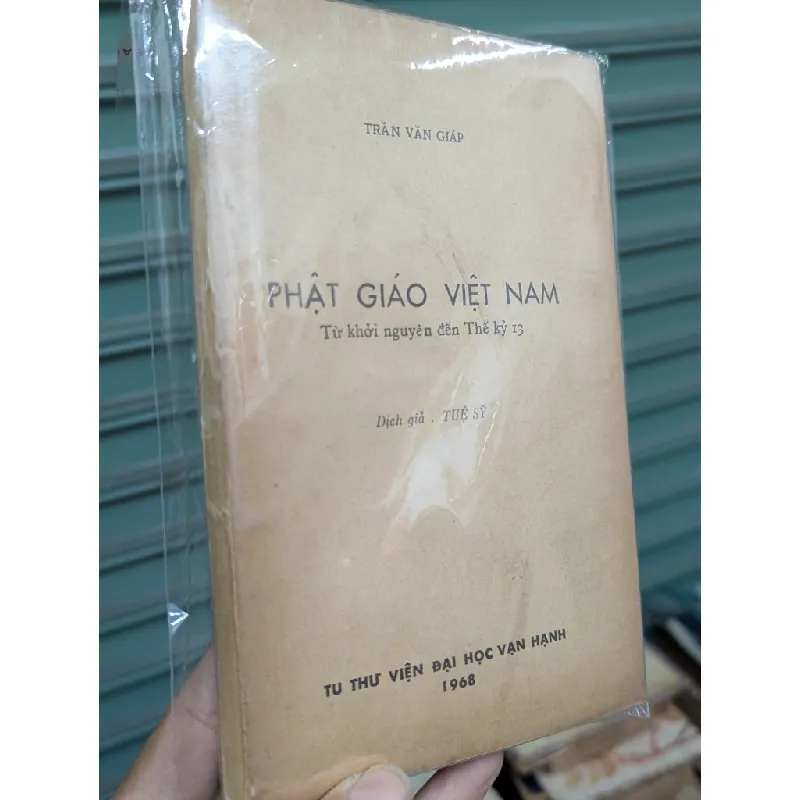 TRẦN VĂN GIÁP
PHẬT GIÁO VIỆT NAM
Từ khởi nguyên đến Thế kỷ 13
Dịch giả . TUỆ SỸ
TU THƯ VIỆN ĐẠI HỌC VẠN HẠNH
1968